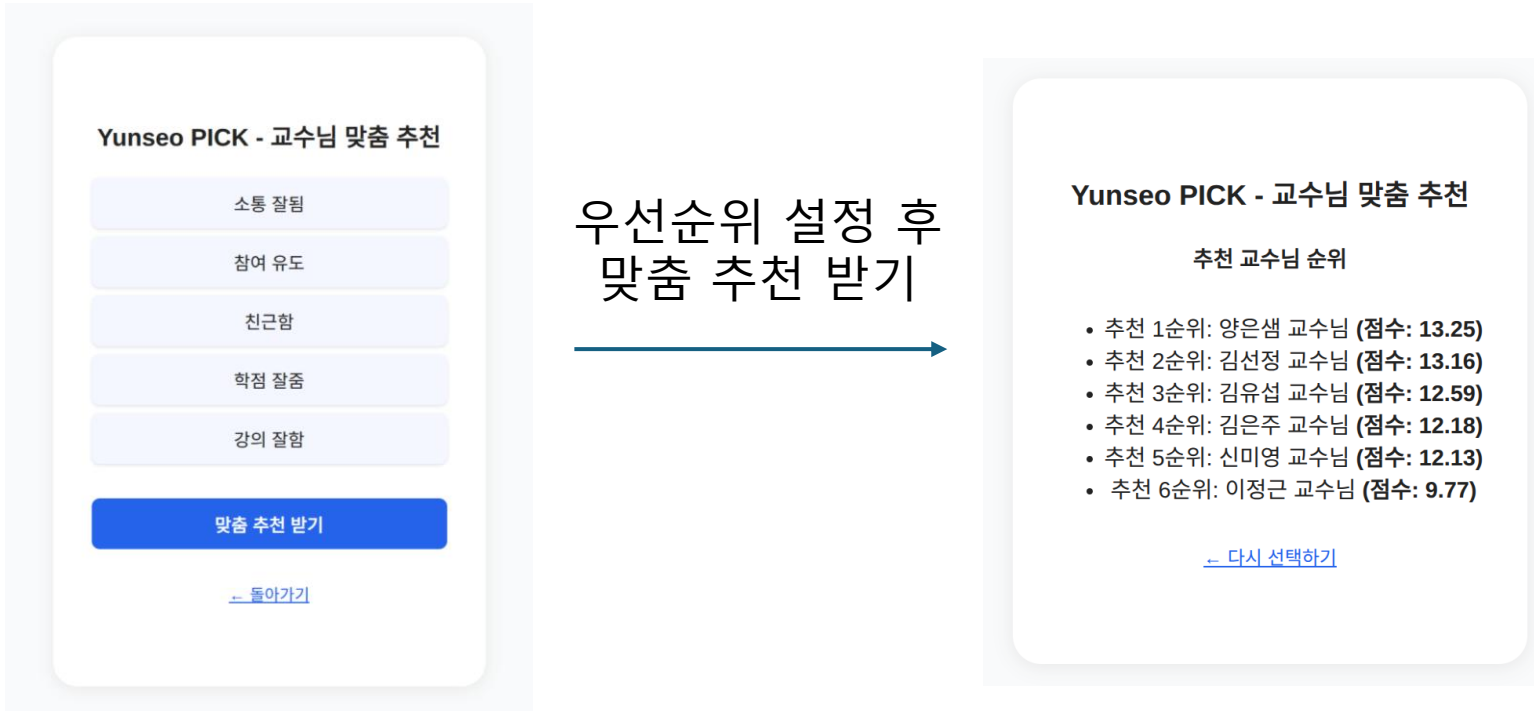 Yunseo PICK - 교수님 맞춤 추천
소통 잘됨
참여 유도
친근함
학점 잘줌
강의 잘함
맞춤 추천 받기
← 돌아가기
우선순위 설정 후
맞춤 추천 받기
Yunseo PICK - 교수님 맞춤 추천
추천 교수님 순위
• 추천 1순위: 양은샘 교수님 (점수: 13.25)
• 추천 2순위: 김선정 교수님 (점수: 13.16)
• 추천 3순위: 김유섭 교수님 (점수: 12.59)
• 추천 4순위: 김은주 교수님 (점수: 12.18)
• 추천 5순위: 신미영 교수님 (점수: 12.13)
• 추천 6순위: 이정근 교수님 (점수: 9.77)
← 다시 선택하기